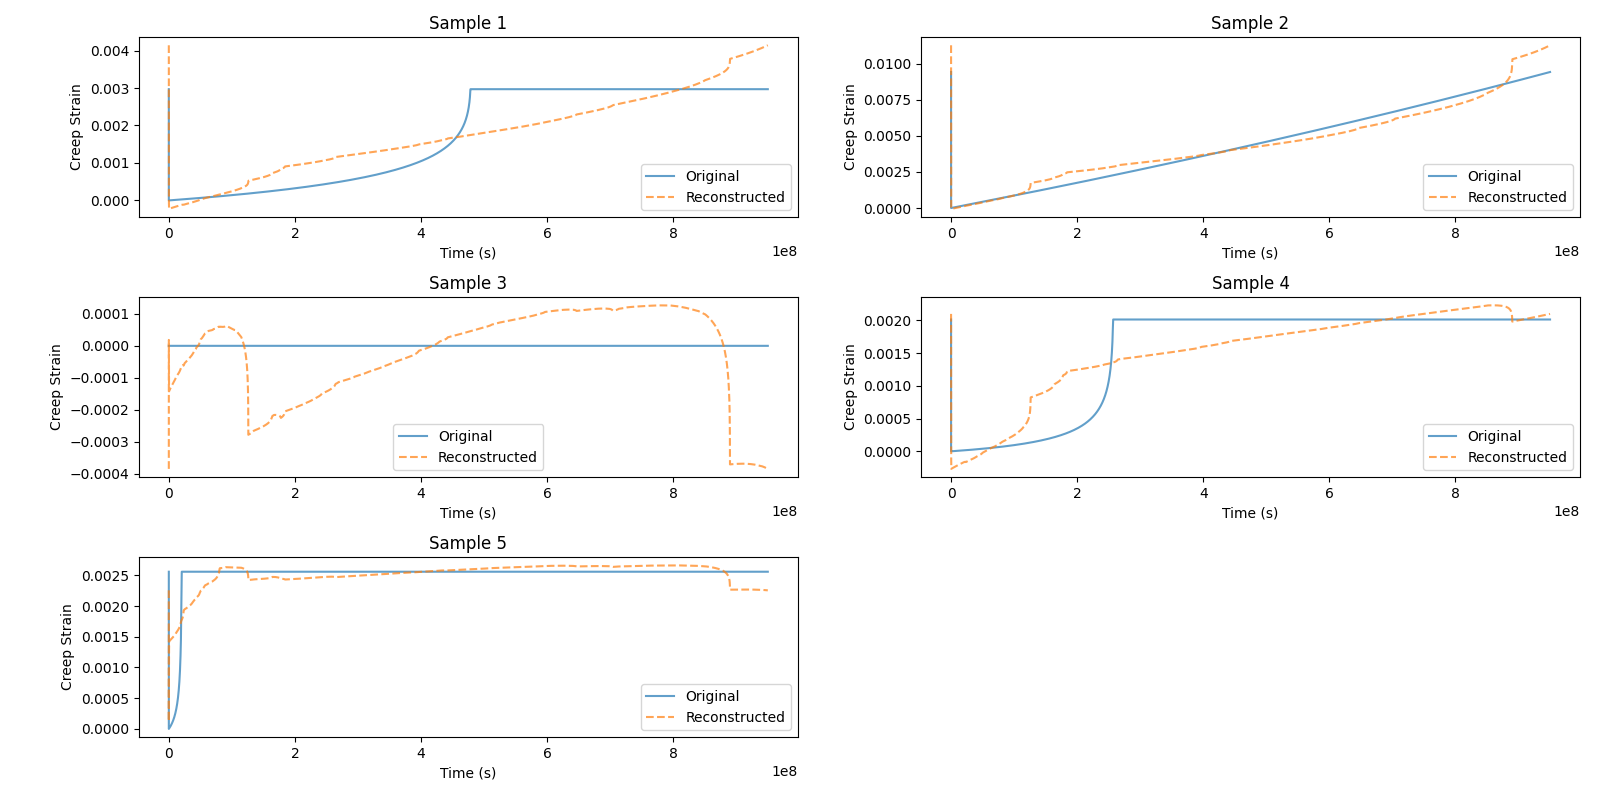 Sample 1
Creep Strain
0.004
0.003
0.002
0.001
0.000
Original
Reconstructed
0 2 4 6 8
Time (s)
1e8
Sample 2
Creep Strain
0.0100
0.0075
0.0050
0.0025
0.0000
Original
Reconstructed
0 2 4 6 8
Time (s)
1e8
Sample 3
Creep Strain
0.0001
0.0000
−0.0001
−0.0002
−0.0003
−0.0004
Original
Reconstructed
0 2 4 6 8
Time (s)
1e8
Sample 4
Creep Strain
0.0020
0.0015
0.0010
0.0005
0.0000
Original
Reconstructed
0 2 4 6 8
Time (s)
1e8
Sample 5
Creep Strain
0.0025
0.0020
0.0015
0.0010
0.0005
0.0000
Original
Reconstructed
0 2 4 6 8
Time (s)
1e8